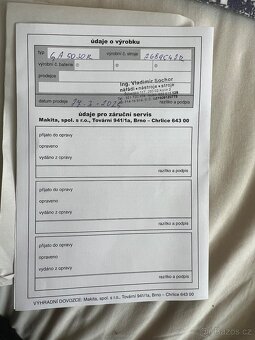 údaje o výrobku
typ GA5030R výrobní č. stroje
výrobní č. baterie
prodejce
Ing. Vladimír Sochor
nářadí • nástroje • stroje
datum prodeje razítko a podpis
údaje pro záruční servis
Makita, spol. s r.o., Tovární 941/1a, Brno – Chrlice 643 00
přijato do opravy
opraveno
vydáno z opravy
razítko a podpis
přijato do opravy
opraveno
vydáno z opravy
razítko a podpis
přijato do opravy
opraveno
vydáno z opravy
razítko a podpis
VÝHRADNÍ DOVOZCE: Makita, spol. s r.o., Tovární 941/1a, Brno – Chrlice 643 00
Bazos.cz